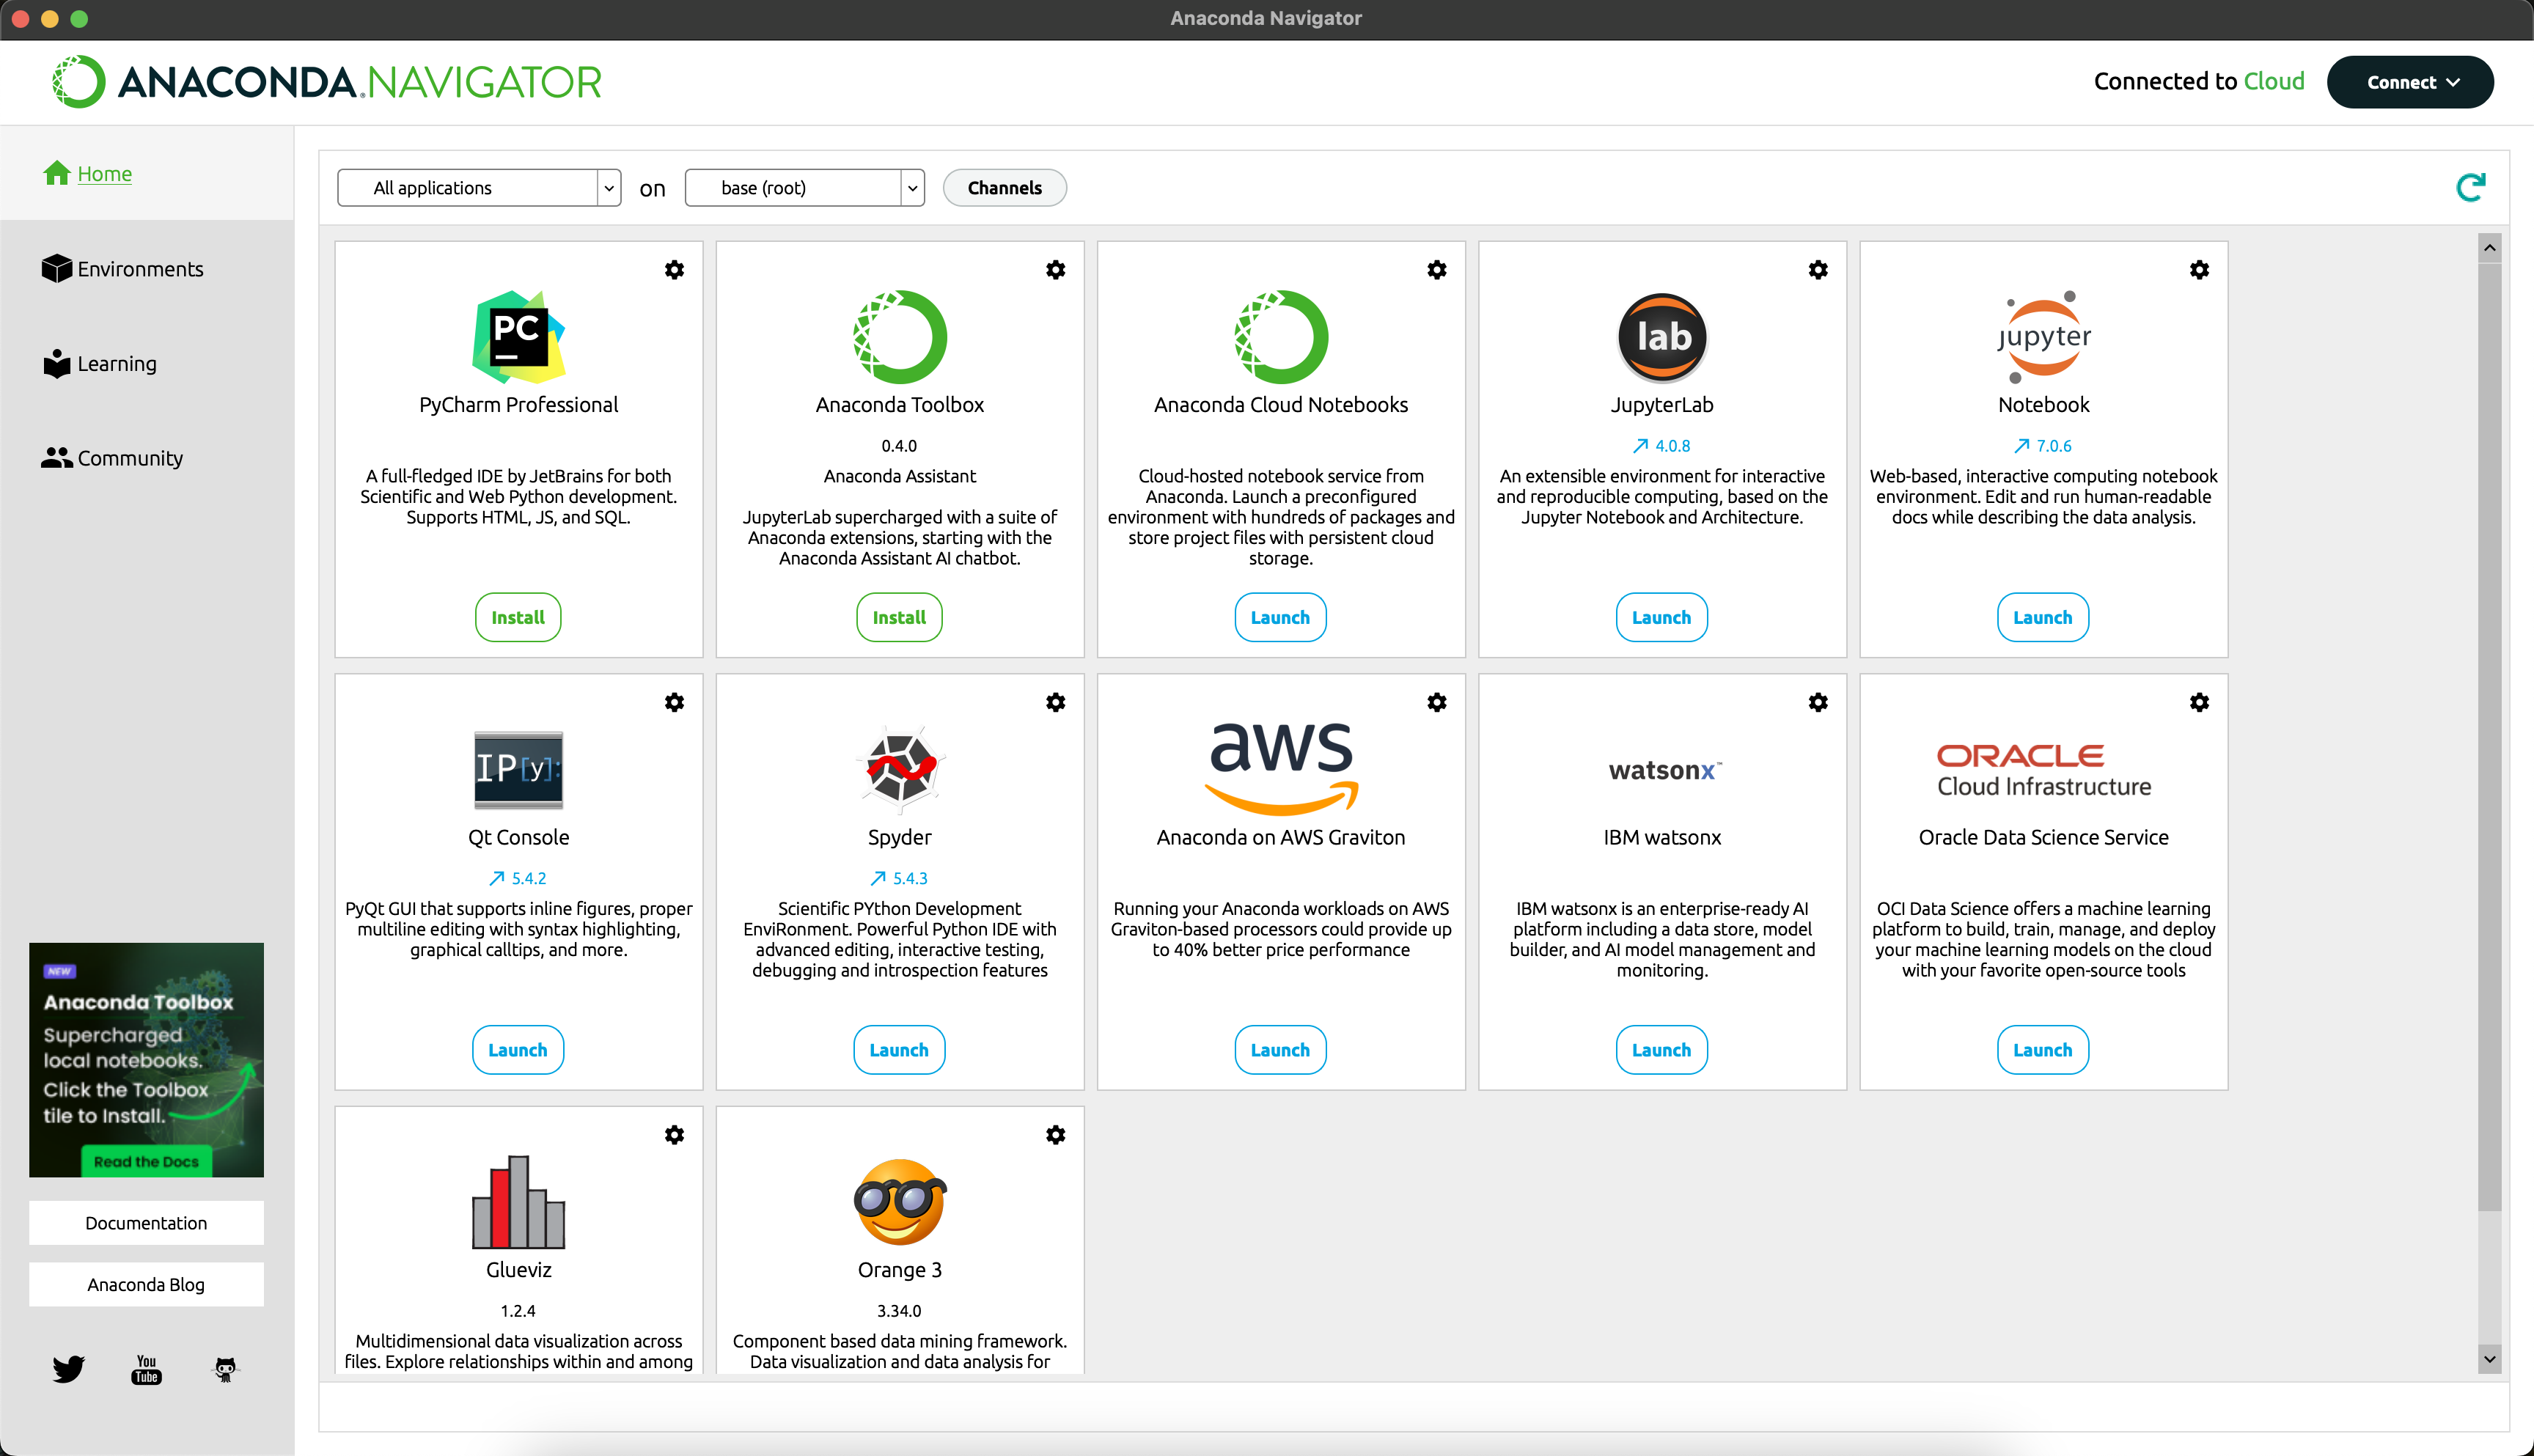 Anaconda Navigator
ANACONDA.NAVIGATOR
Connected to Cloud
Connect
Home
Environments
Learning
Community
NEW
Anaconda Toolbox
Supercharged
local notebooks.
Click the Toolbox
tile to Install.
Read the Docs
Documentation
Anaconda Blog
You
Tube
All applications on base (root) Channels
PC
PyCharm Professional
A full-fledged IDE by JetBrains for both
Scientific and Web Python development.
Supports HTML, JS, and SQL.
Install
Anaconda Toolbox
0.4.0
Anaconda Assistant
JupyterLab supercharged with a suite of
Anaconda extensions, starting with the
Anaconda Assistant AI chatbot.
Install
Anaconda Cloud Notebooks
Cloud-hosted notebook service from
Anaconda. Launch a preconfigured
environment with hundreds of packages and
store project files with persistent cloud
storage.
Launch
lab
JupyterLab
4.0.8
An extensible environment for interactive
and reproducible computing, based on the
Jupyter Notebook and Architecture.
Launch
jupyter
Notebook
7.0.6
Web-based, interactive computing notebook
environment. Edit and run human-readable
docs while describing the data analysis.
Launch
IP[y]:
Qt Console
5.4.2
PyQt GUI that supports inline figures, proper
multiline editing with syntax highlighting,
graphical calltips, and more.
Launch
Spyder
5.4.3
Scientific PYthon Development
EnviRonment. Powerful Python IDE with
advanced editing, interactive testing,
debugging and introspection features
Launch
aws
Anaconda on AWS Graviton
Running your Anaconda workloads on AWS
Graviton-based processors could provide up
to 40% better price performance
Launch
watsonx™
IBM watsonx
IBM watsonx is an enterprise-ready AI
platform including a data store, model
builder, and AI model management and
monitoring.
Launch
ORACLE
Cloud Infrastructure
Oracle Data Science Service
OCI Data Science offers a machine learning
platform to build, train, manage, and deploy
your machine learning models on the cloud
with your favorite open-source tools
Launch
Glueviz
1.2.4
Multidimensional data visualization across
files. Explore relationships within and among
Orange 3
3.34.0
Component based data mining framework.
Data visualization and data analysis for